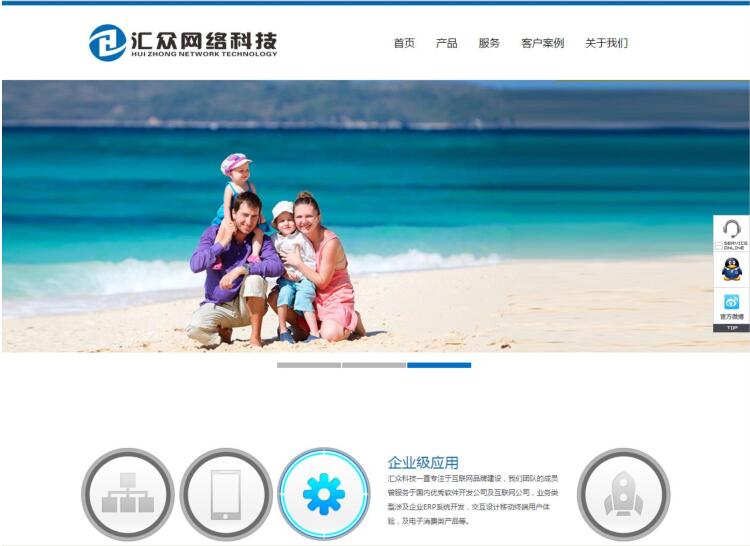 汇众网络科技
HUI ZHONG NETWORK TECHNOLOGY
首页 产品 服务 客户案例 关于我们
SERVICE
ONLINE
官方微博
TOP
企业级应用
汇众科技一直专注于互联网品牌建设，我们团队的成员
曾服务于国内优秀软件开发公司及互联网公司，业务类
型涉及企业ERP系统开发，交互设计移动终端用户体
验，及电子消费类产品等。